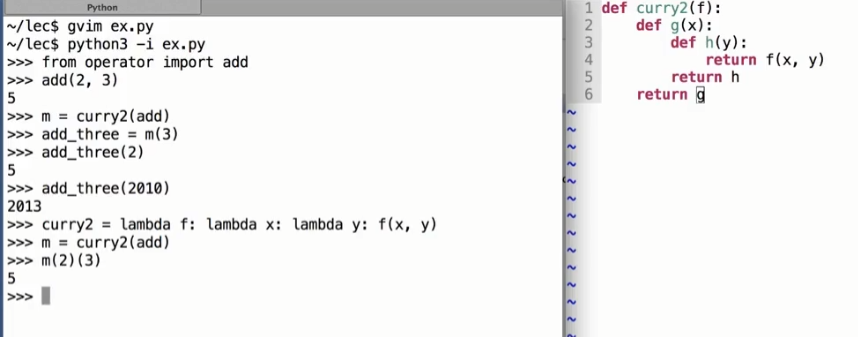 Python
~/lec$ gvim ex.py
~/lec$ python3 -i ex.py
>>> from operator import add
>>> add(2, 3)
5
>>> m = curry2(add)
>>> add_three = m(3)
>>> add_three(2)
5
>>> add_three(2010)
2013
>>> curry2 = lambda f: lambda x: lambda y: f(x, y)
>>> m = curry2(add)
>>> m(2)(3)
5
>>>
1 def curry2(f):
2     def g(x):
3         def h(y):
4             return f(x, y)
5         return h
6     return g
~
~
~
~
~
~
~
~
~
~
~
~
~